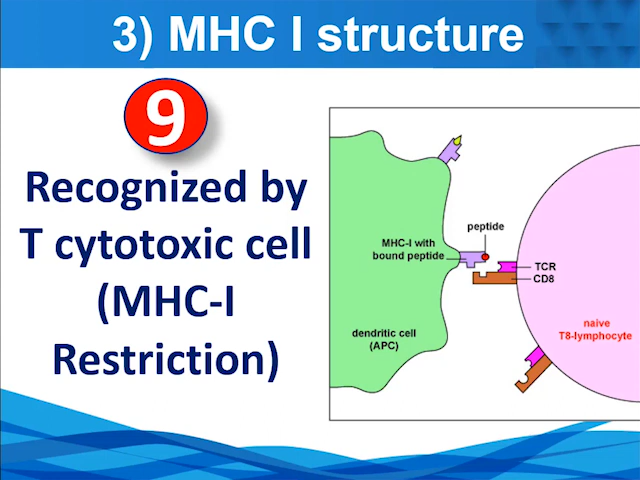 3) MHC I structure
9
Recognized by
T cytotoxic cell
(MHC-I
Restriction)
peptide
MHC-I with
bound peptide
TCR
CD8
dendritic cell
(APC)
naive
T8-lymphocyte